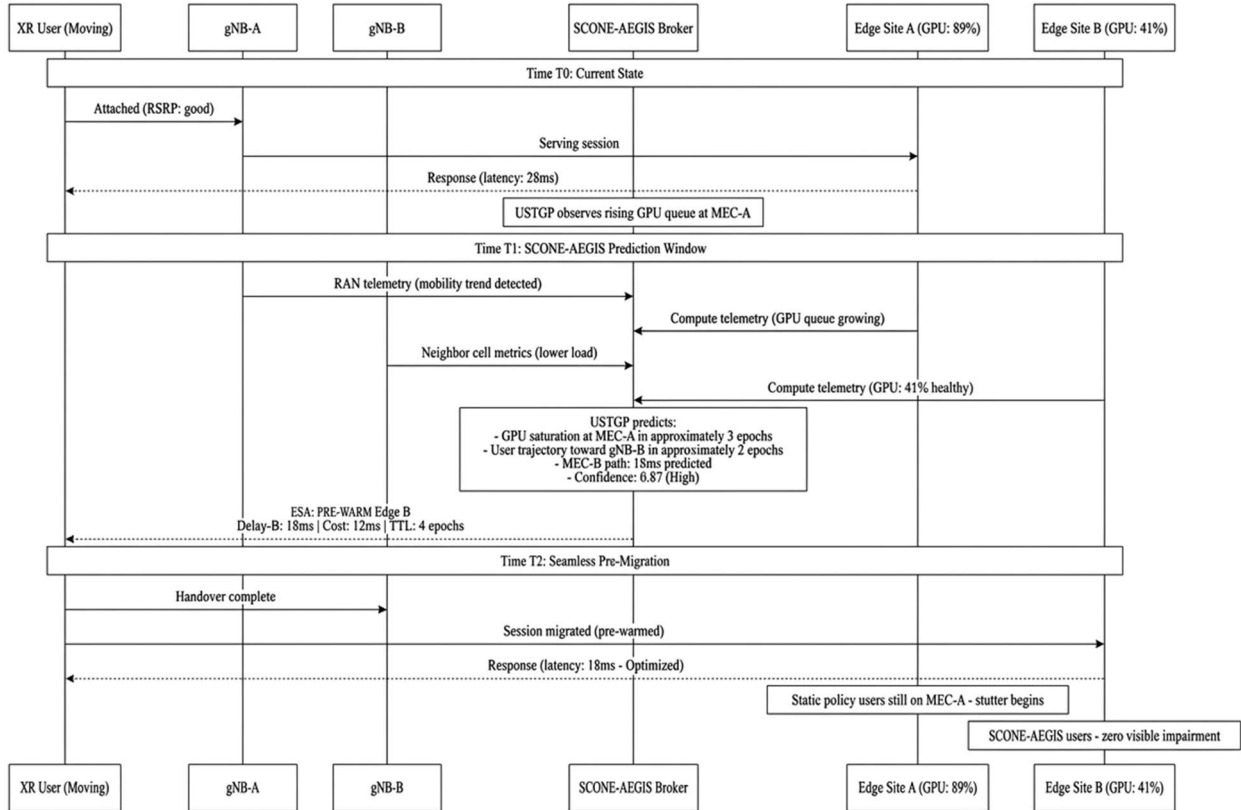 XR User (Moving)
gNB-A
gNB-B
SCONE-AEGIS Broker
Edge Site A (GPU: 89%)
Edge Site B (GPU: 41%)
Time T0: Current State
Attached (RSRP: good)
Serving session
Response (latency: 28ms)
USTGP observes rising GPU queue at MEC-A
Time T1: SCONE-AEGIS Prediction Window
RAN telemetry (mobility trend detected)
Compute telemetry (GPU queue growing)
Neighbor cell metrics (lower load)
Compute telemetry (GPU: 41% healthy)
USTGP predicts:
- GPU saturation at MEC-A in approximately 3 epochs
- User trajectory toward gNB-B in approximately 2 epochs
- MEC-B path: 18ms predicted
- Confidence: 6.87 (High)
ESA: PRE-WARM Edge B
Delay-B: 18ms | Cost: 12ms | TTL: 4 epochs
Time T2: Seamless Pre-Migration
Handover complete
Session migrated (pre-warmed)
Response (latency: 18ms - Optimized)
Static policy users still on MEC-A - stutter begins
SCONE-AEGIS users - zero visible impairment
XR User (Moving)
gNB-A
gNB-B
SCONE-AEGIS Broker
Edge Site A (GPU: 89%)
Edge Site B (GPU: 41%)